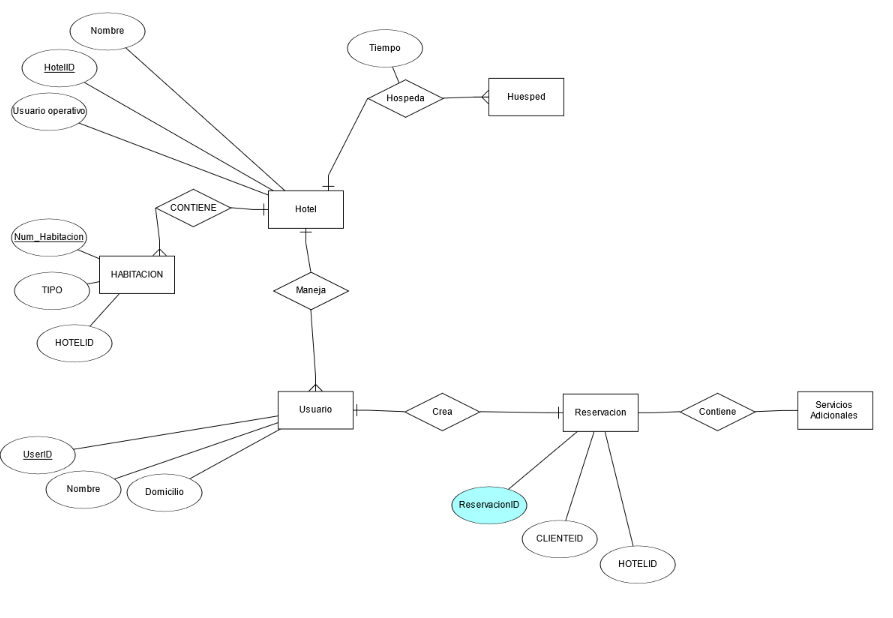 Nombre
HotelID
Usuario operativo
Tiempo
Hospeda
Huesped
CONTIENE
Hotel
Num_Habitacion
HABITACION
TIPO
HOTELID
Maneja
Usuario
Crea
Reservacion
Contiene
Servicios
Adicionales
UserID
Nombre
Domicilio
ReservacionID
CLIENTEID
HOTELID